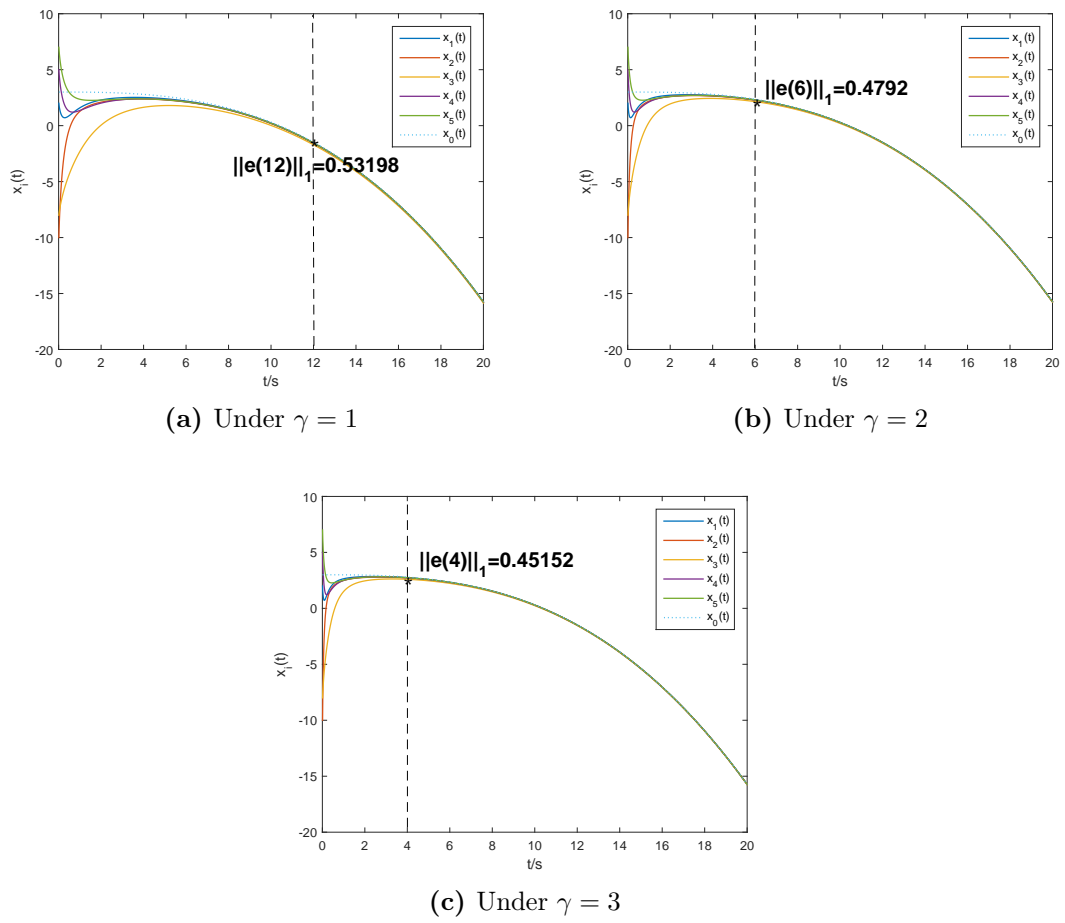 10
5
0
-5
-10
-15
-20
x_i(t)
0 2 4 6 8 10 12 14 16 18 20
t/s
x_1(t)
x_2(t)
x_3(t)
x_4(t)
x_5(t)
x_0(t)
||e(12)||_1=0.53198
(a) Under γ = 1
10
5
0
-5
-10
-15
-20
x_i(t)
0 2 4 6 8 10 12 14 16 18 20
t/s
x_1(t)
x_2(t)
x_3(t)
x_4(t)
x_5(t)
x_0(t)
||e(6)||_1=0.4792
(b) Under γ = 2
10
5
0
-5
-10
-15
-20
x_i(t)
0 2 4 6 8 10 12 14 16 18 20
t/s
x_1(t)
x_2(t)
x_3(t)
x_4(t)
x_5(t)
x_0(t)
||e(4)||_1=0.45152
(c) Under γ = 3